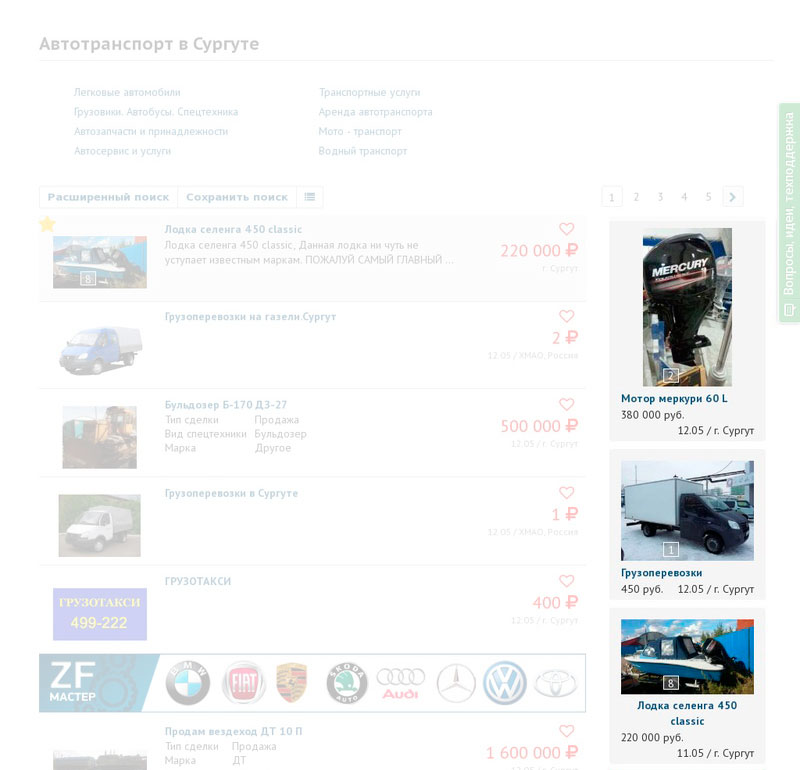 Автотранспорт в Сургуте
Легковые автомобили
Грузовики. Автобусы. Спецтехника
Автозапчасти и принадлежности
Автосервис и услуги
Транспортные услуги
Аренда автотранспорта
Мото - транспорт
Водный транспорт
Расширенный поиск
Сохранить поиск
1 2 3 4 5
Вопросы, идеи, техподдержка
8
Лодка селенга 450 classic
Лодка селенга 450 classic, Данная лодка ни чуть не
уступает известным маркам. ПОЖАЛУЙ САМЫЙ ГЛАВНЫЙ ...
220 000 ₽
г. Сургут
Грузоперевозки на газели.Сургут
2 ₽
12.05 / ХМАО, Россия
Бульдозер Б-170 ДЗ-27
Тип сделки Продажа
Вид спецтехники Бульдозер
Марка Другое
500 000 ₽
12.05 / г. Сургут
Грузоперевозки в Сургуте
1 ₽
12.05 / ХМАО, Россия
ГРУЗОТАКСИ
499-222
ГРУЗОТАКСИ
400 ₽
12.05 / г. Сургут
ZF
МАСТЕР
BMW
FIAT
PORSCHE
ŠKODA
AUTO
Audi
Продам вездеход ДТ 10 П
Тип сделки Продажа
Марка ДТ
1 600 000 ₽
12.05 / г. Сургут
MERCURY
2
Мотор меркури 60 L
380 000 руб.
12.05 / г. Сургут
1
Грузоперевозки
450 руб. 12.05 / г. Сургут
8
Лодка селенга 450
classic
220 000 руб.
11.05 / г. Сургут